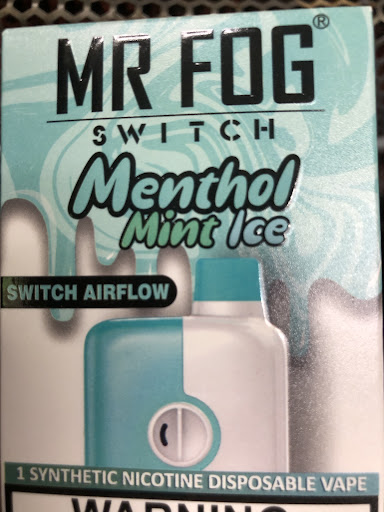 MR FOG®
SWITCH
Menthol
Mint Ice
SWITCH AIRFLOW
1 SYNTHETIC NICOTINE DISPOSABLE VAPE
WARNING